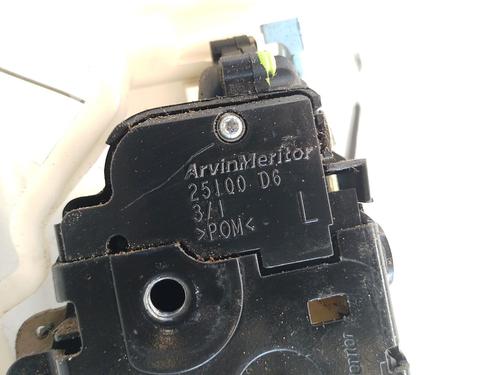 ArvinMeritor
25100 D6
3/1
>POM<
L